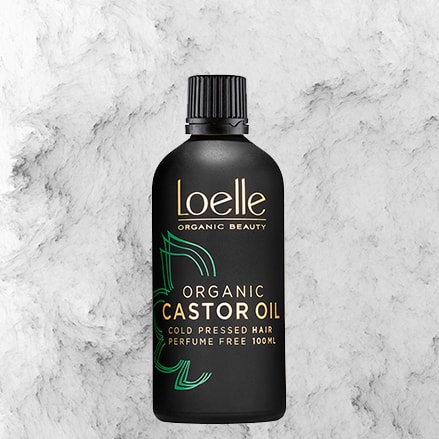 Loelle
ORGANIC BEAUTY
ORGANIC
CASTOR OIL
COLD PRESSED HAIR
PERFUME FREE 100ML